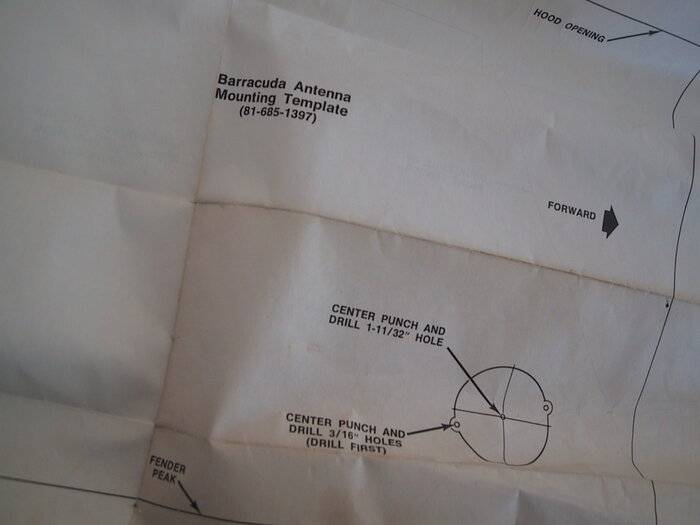 HOOD OPENING
Barracuda Antenna
Mounting Template
(81-685-1397)
FORWARD
CENTER PUNCH AND
DRILL 1-11/32" HOLE
CENTER PUNCH AND
DRILL 3/16" HOLES
(DRILL FIRST)
FENDER
PEAK